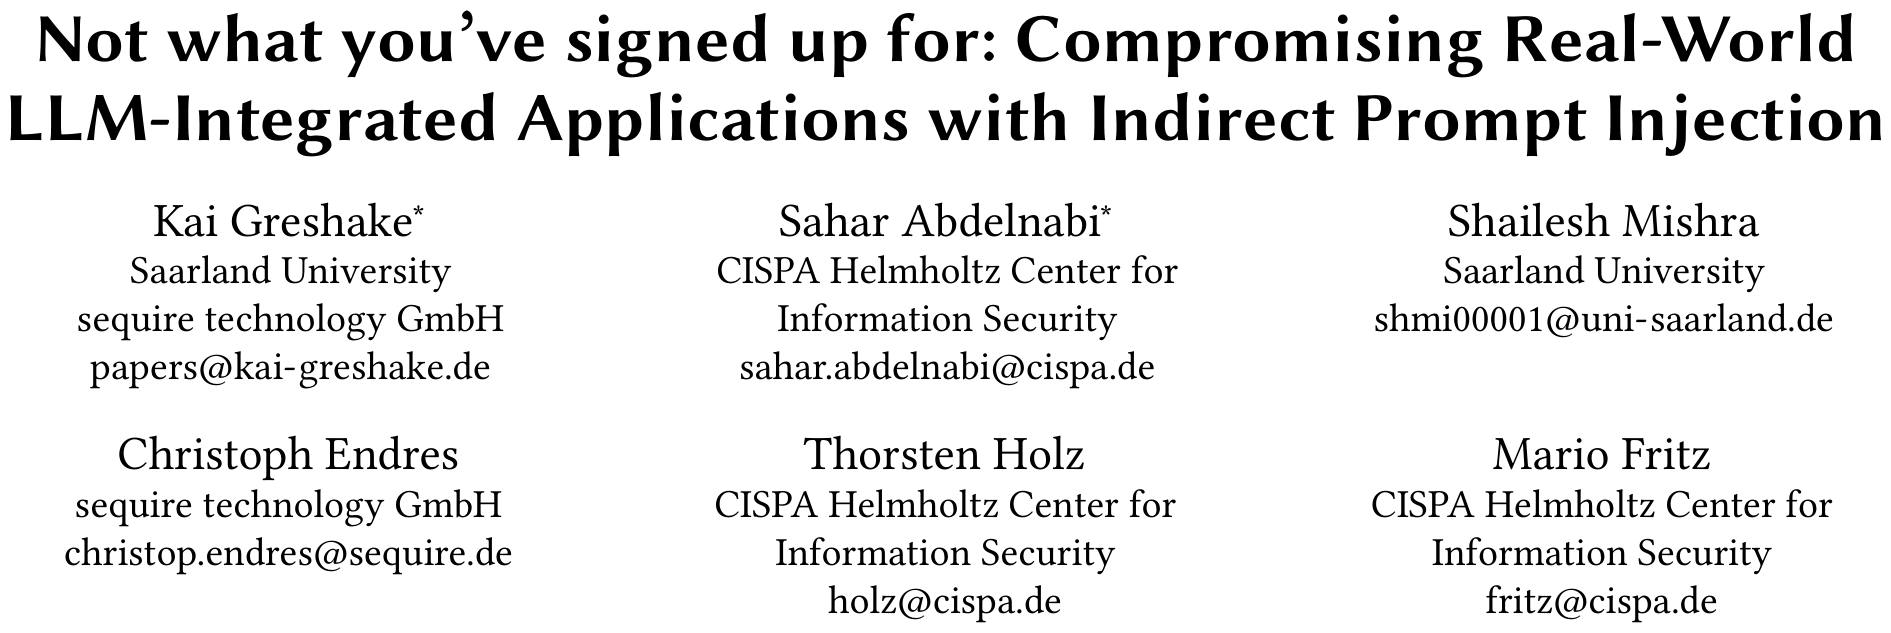 Not what you've signed up for: Compromising Real-World
LLM-Integrated Applications with Indirect Prompt Injection
Kai Greshake*
Saarland University
sequire technology GmbH
papers@kai-greshake.de
Sahar Abdelnabi*
CISPA Helmholtz Center for
Information Security
sahar.abdelnabi@cispa.de
Shailesh Mishra
Saarland University
shmi00001@uni-saarland.de
Christoph Endres
sequire technology GmbH
christop.endres@sequire.de
Thorsten Holz
CISPA Helmholtz Center for
Information Security
holz@cispa.de
Mario Fritz
CISPA Helmholtz Center for
Information Security
fritz@cispa.de